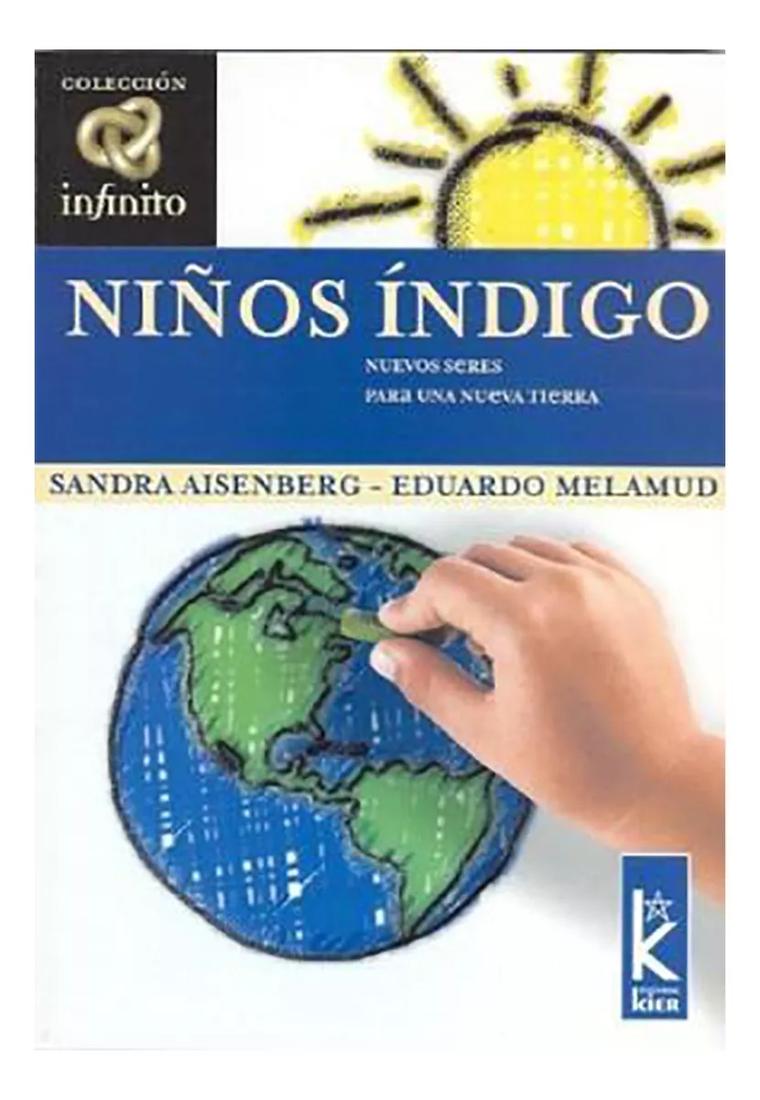 COLECCIÓN
infinito
NIÑOS ÍNDIGO
NUEVOS SERES
PARA UNA NUEVA TIERRA
SANDRA AISENBERG - EDUARDO MELAMUD
k
KIER